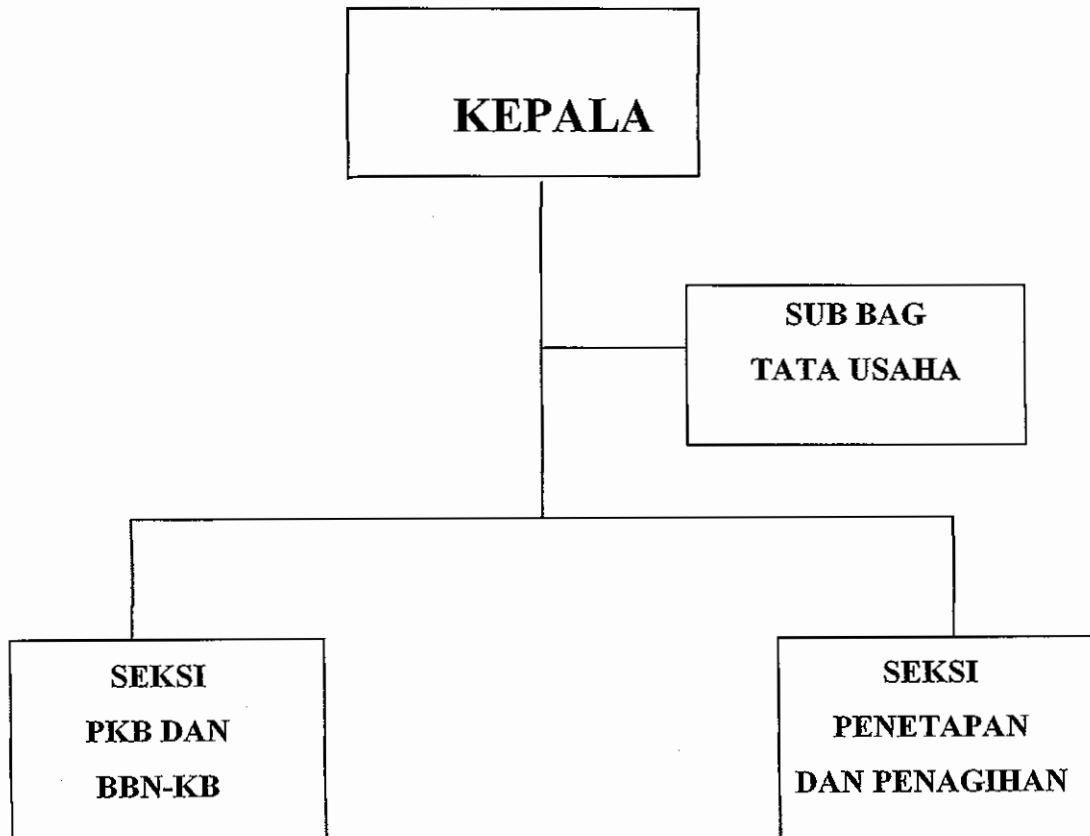 KEPALA
SUB BAG
TATA USAHA
SEKSI
PKB DAN
BBN-KB
SEKSI
PENETAPAN
DAN PENAGIHAN